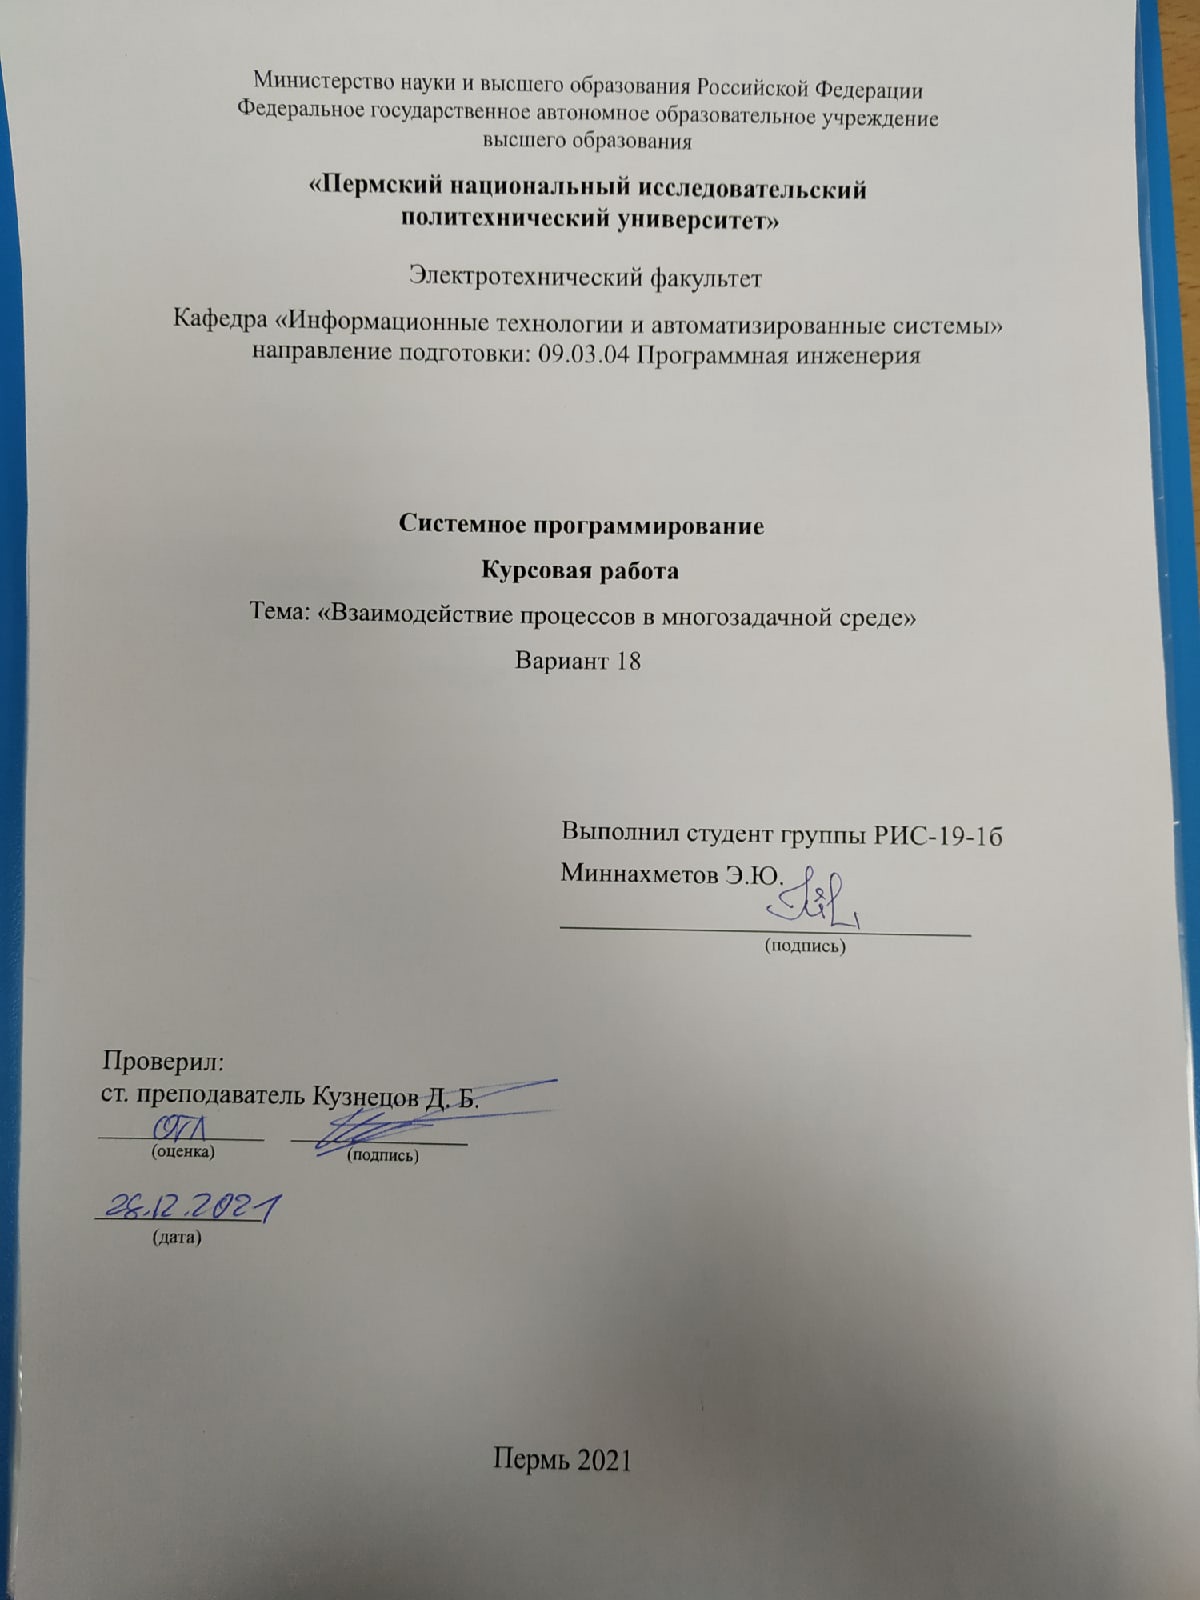 Министерство науки и высшего образования Российской Федерации
Федеральное государственное автономное образовательное учреждение
высшего образования
«Пермский национальный исследовательский
политехнический университет»
Электротехнический факультет
Кафедра «Информационные технологии и автоматизированные системы»
направление подготовки: 09.03.04 Программная инженерия
Системное программирование
Курсовая работа
Тема: «Взаимодействие процессов в многозадачной среде»
Вариант 18
Выполнил студент группы РИС-19-1б
Миннахметов Э.Ю.
(подпись)
Проверил:
ст. преподаватель Кузнецов Д. Б.
отл
(оценка)
(подпись)
28.12.2021
(дата)
Пермь 2021